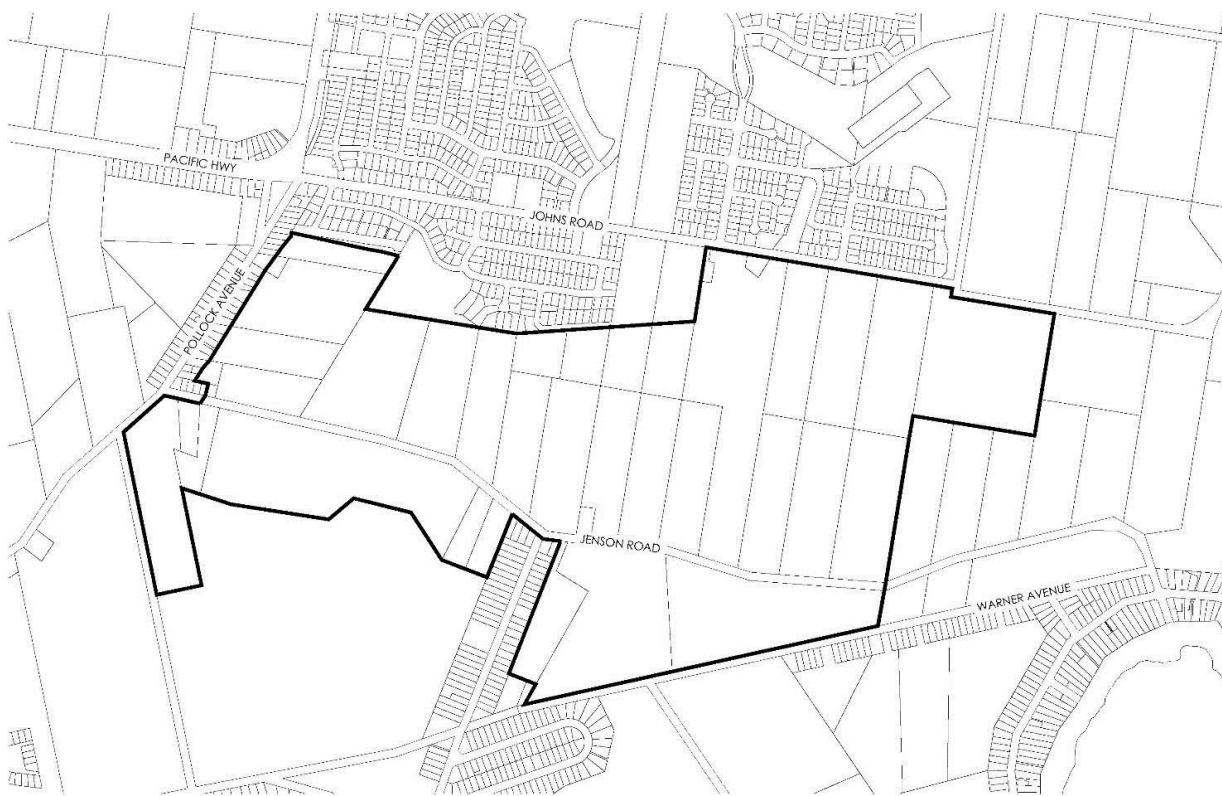 PACIFIC HWY
JOHNS ROAD
POLLOCK AVENUE
JENSON ROAD
WARNER AVENUE